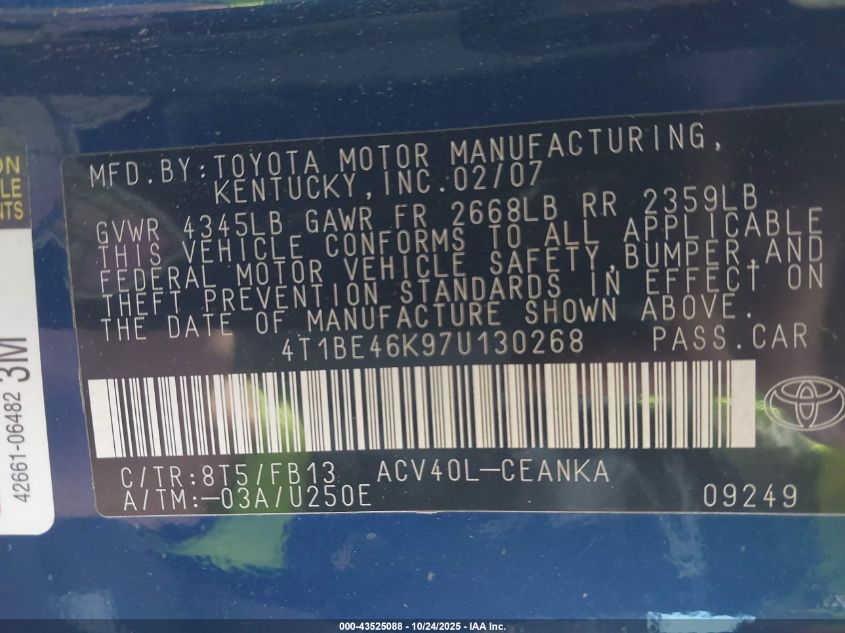 MFD.BY:TOYOTA MOTOR MANUFACTURING,
KENTUCKY,INC.02/07
GVWR 4345LB GAWR FR 2668LB RR 2359LB
THIS VEHICLE CONFORMS TO ALL APPLICABLE
FEDERAL MOTOR VEHICLE SAFETY,BUMPER,AND
THEFT PREVENTION STANDARDS IN EFFECT ON
THE DATE OF MANUFACTURE SHOWN ABOVE.
4T1BE46K97U130268 PASS.CAR
C/TR:8T5/FB13 ACV40L-CEANKA
A/TM:-03A/U250E 09249
42661-06482 3M
000-43525088 - 10/24/2025 - IAA Inc.